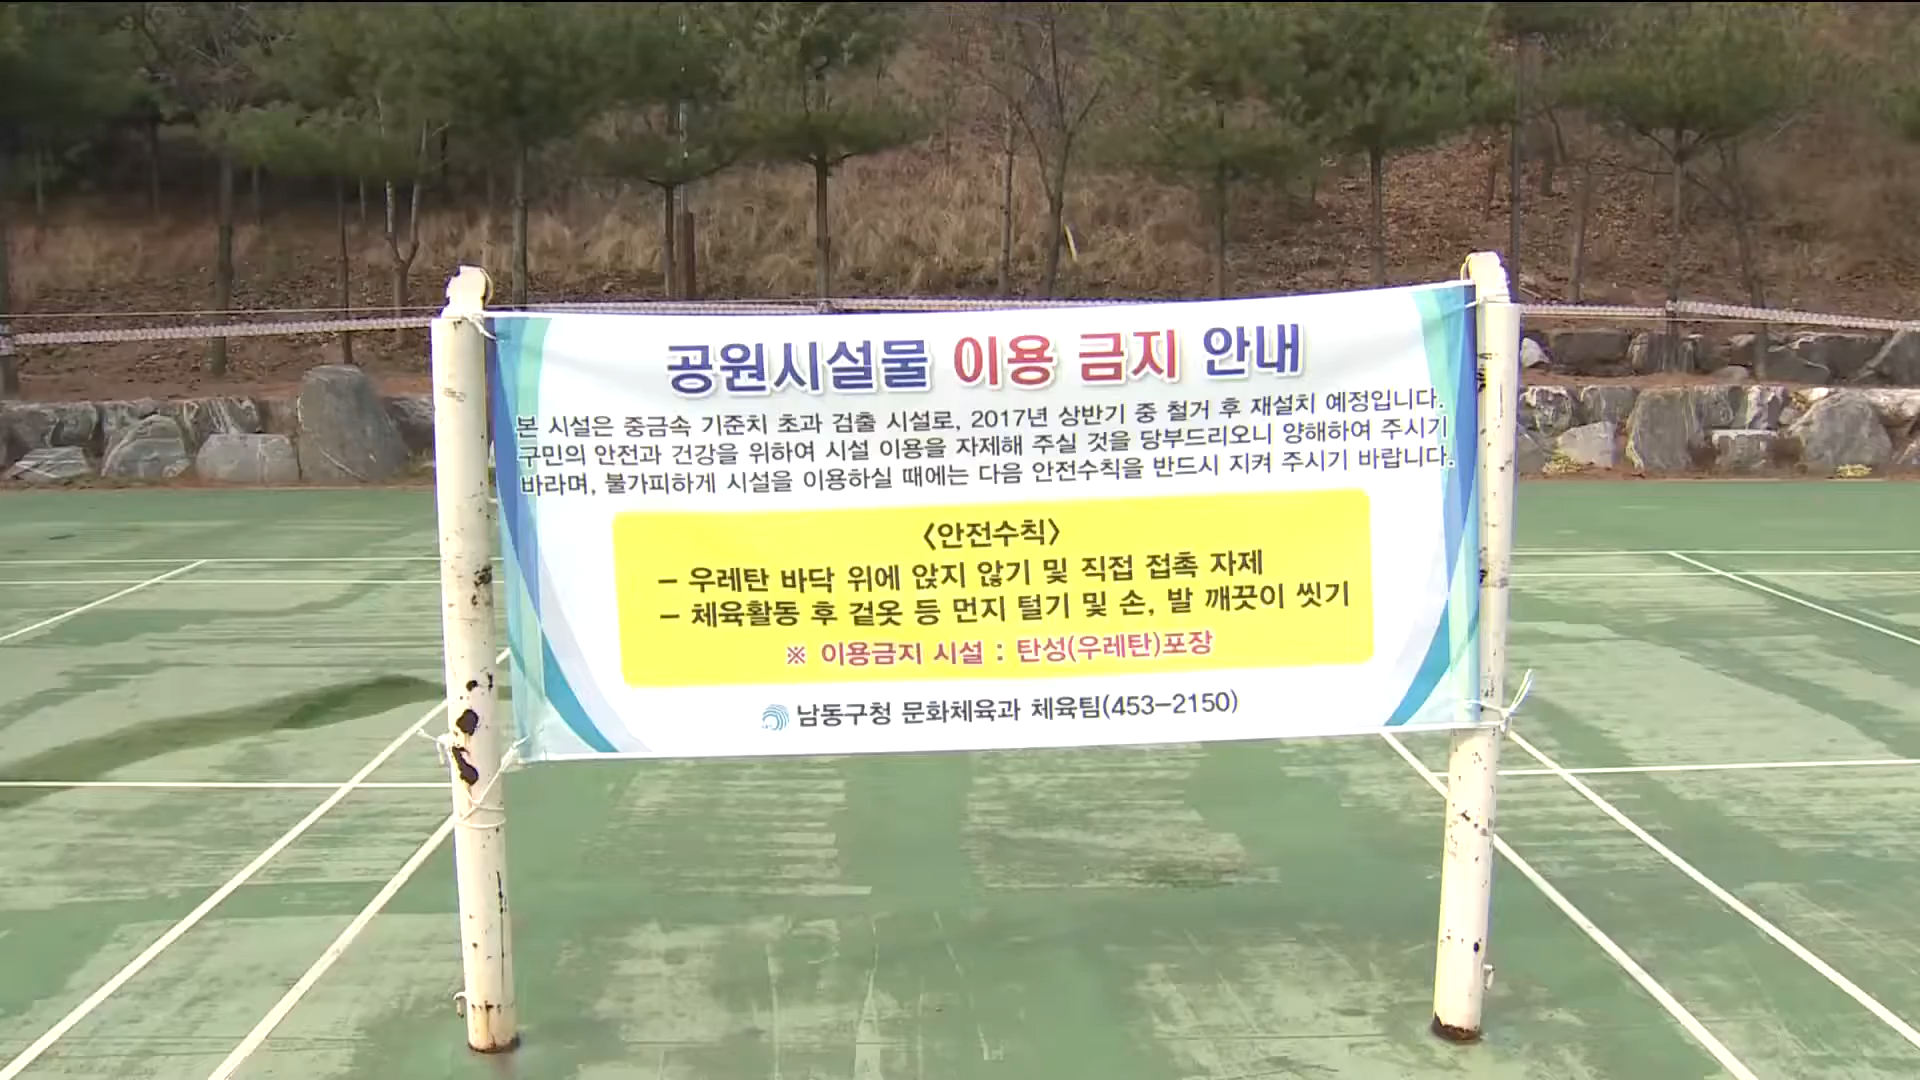 공원시설물 이용 금지 안내
본 시설은 중금속 기준치 초과 검출 시설로, 2017년 상반기 중 철거 후 재설치 예정입니다.
구민의 안전과 건강을 위하여 시설 이용을 자제해 주실 것을 당부드리오니 양해하여 주시기
바라며, 불가피하게 시설을 이용하실 때에는 다음 안전수칙을 반드시 지켜 주시기 바랍니다.
<안전수칙>
- 우레탄 바닥 위에 앉지 않기 및 직접 접촉 자제
- 체육활동 후 겉옷 등 먼지 털기 및 손, 발 깨끗이 씻기
※ 이용금지 시설 : 탄성(우레탄)포장
남동구청 문화체육과 체육팀(453-2150)